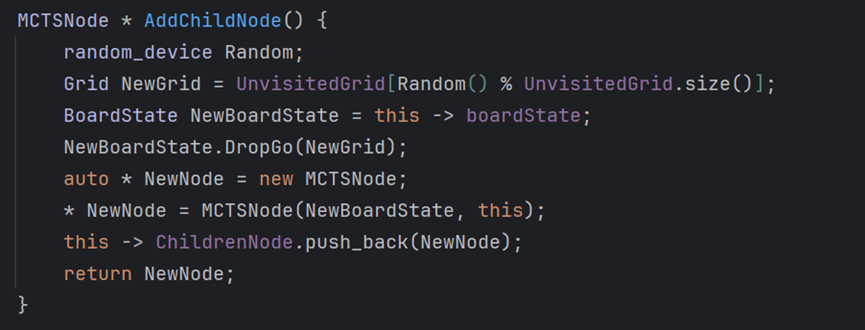 MCTSNode * AddChildNode() {
    random_device Random;
    Grid NewGrid = UnvisitedGrid[Random() % UnvisitedGrid.size()];
    BoardState NewBoardState = this -> boardState;
    NewBoardState.DropGo(NewGrid);
    auto * NewNode = new MCTSNode;
    * NewNode = MCTSNode(NewBoardState, this);
    this -> ChildrenNode.push_back(NewNode);
    return NewNode;
}